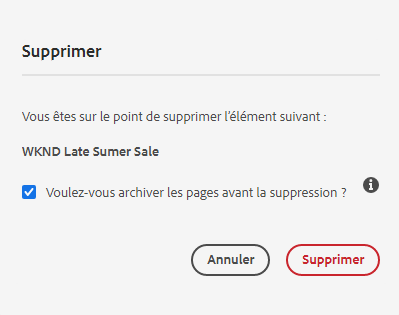 Supprimer
Vous êtes sur le point de supprimer l'élément suivant :
WKND Late Sumer Sale
Voulez-vous archiver les pages avant la suppression ?
Annuler
Supprimer